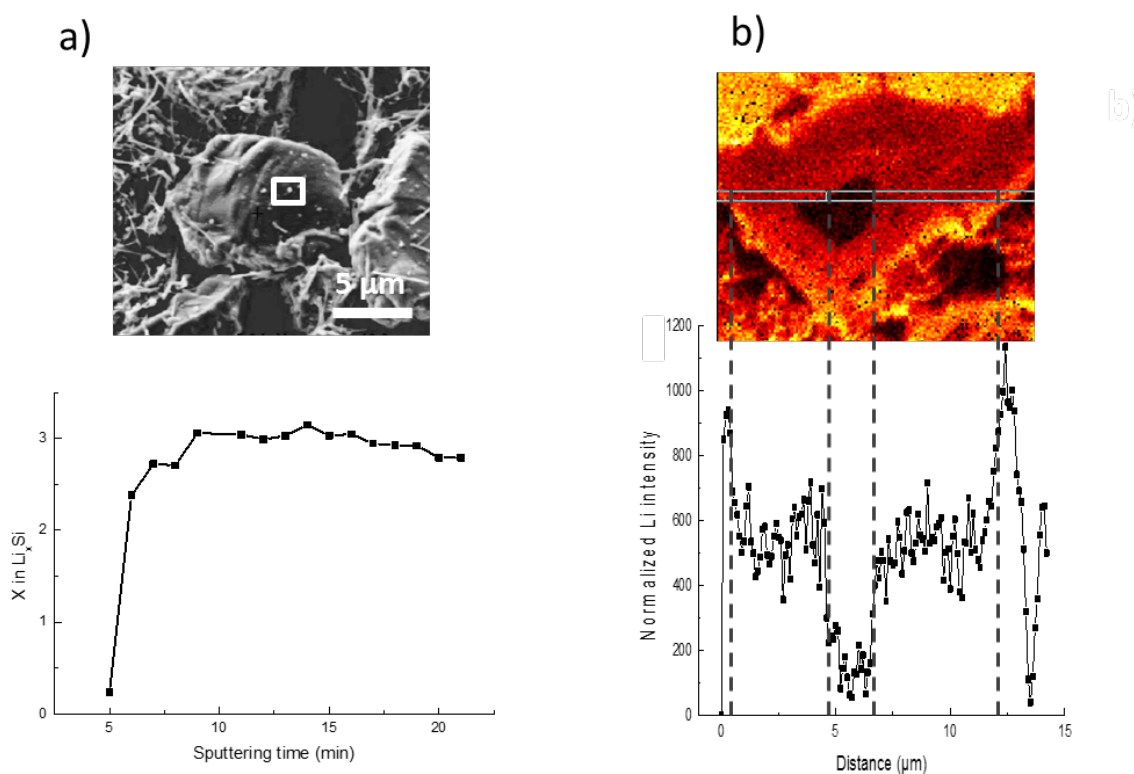 a)
5 μm
3
2
1
0
X in LiₓSi
5
10
15
20
Sputtering time (min)
b)
b)
1200
1000
800
600
400
200
0
Normalized Li intensity
0
5
10
15
Distance (μm)